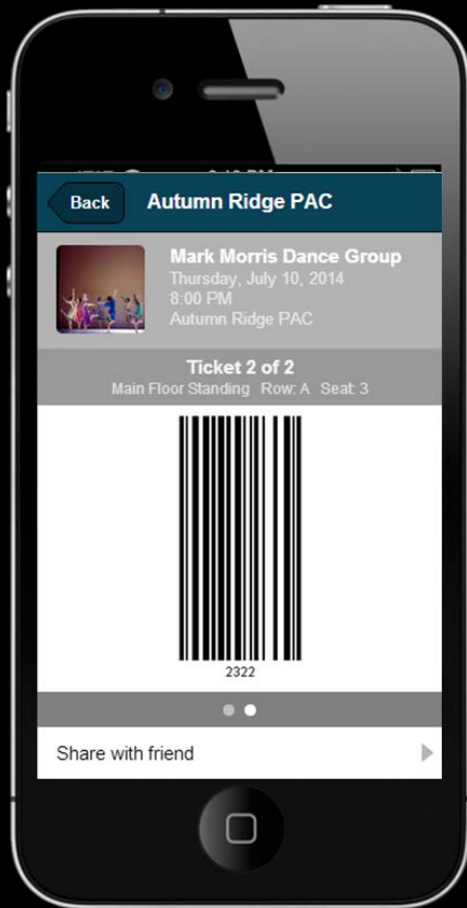 Back Autumn Ridge PAC
Mark Morris Dance Group
Thursday, July 10, 2014
8:00 PM
Autumn Ridge PAC
Ticket 2 of 2
Main Floor Standing Row: A Seat: 3
2322
Share with friend